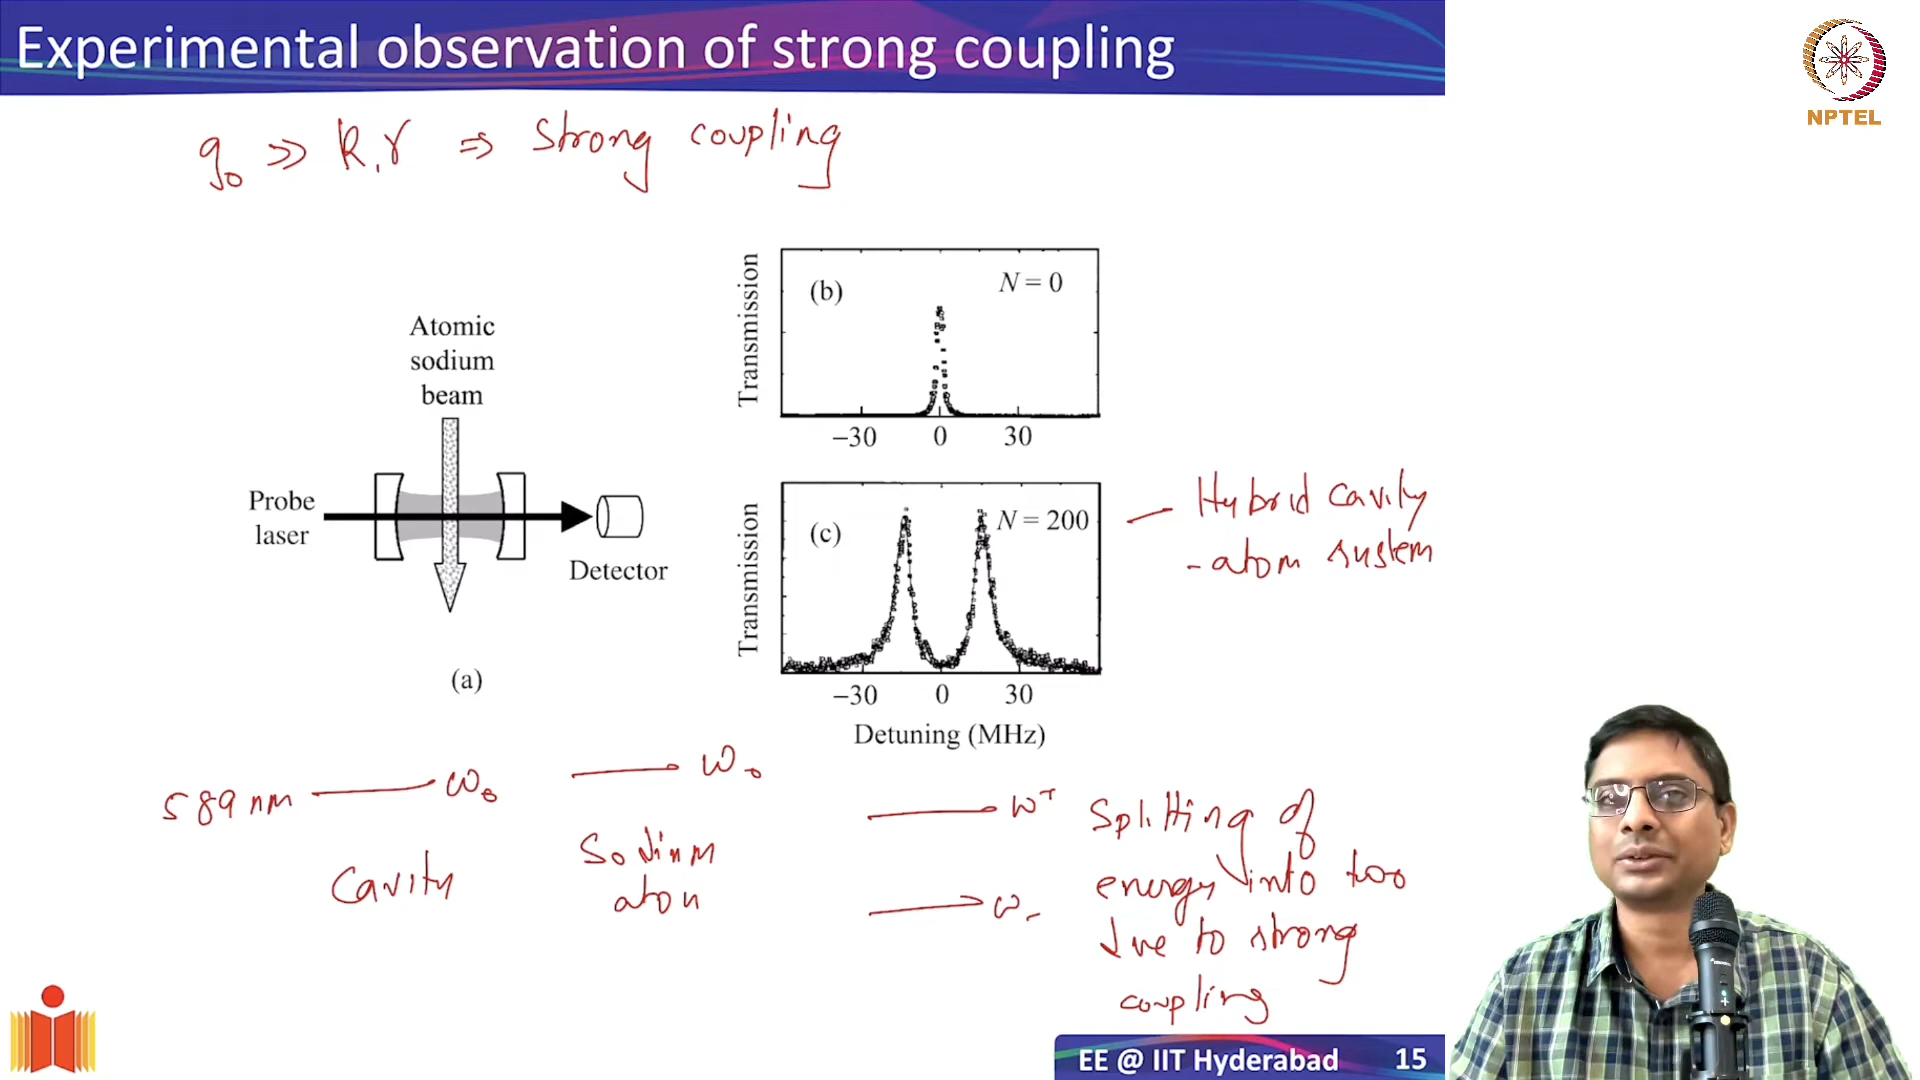 Experimental observation of strong coupling
NPTEL
g₀ >> K, γ ⇒ strong coupling
Atomic
sodium
beam
Probe
laser
Detector
(a)
Transmission
(b)
N = 0
−30 0 30
Transmission
(c)
N = 200
−30 0 30
Detuning (MHz)
Hybrid cavity
- atom system
589 nm
ω₀
Cavity
ω₀
Sodium
atom
ω+
ω-
Splitting of
energy into two
due to strong
coupling
EE @ IIT Hyderabad 15